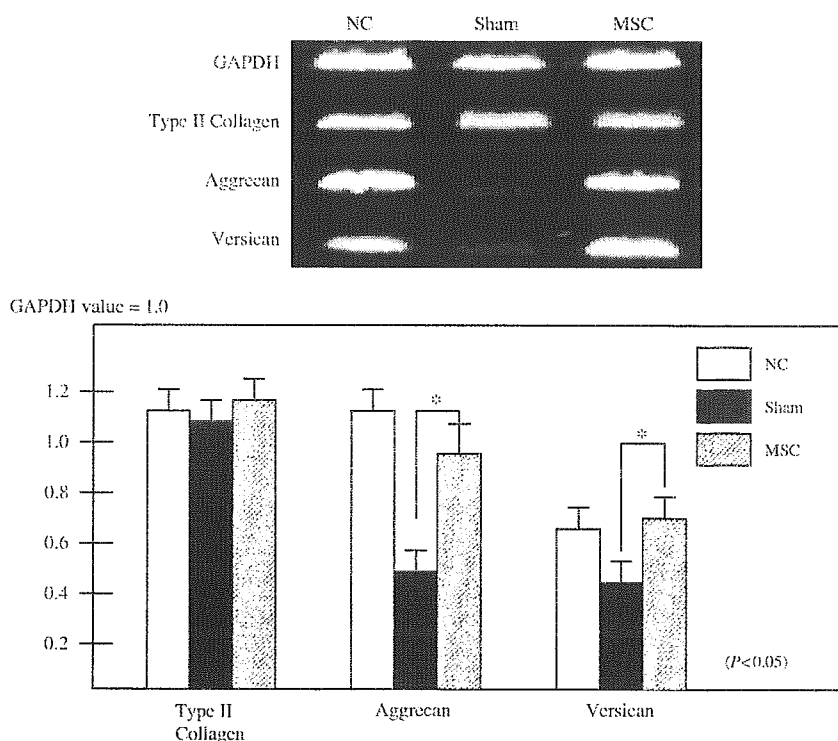 NC Sham MSC
GAPDH
Type II Collagen
Aggrecan
Versican
GAPDH value = 1.0
1.2
1.0
0.8
0.6
0.4
0.2
*
*
NC
Sham
MSC
(P<0.05)
Type II Aggrecan Versican
Collagen